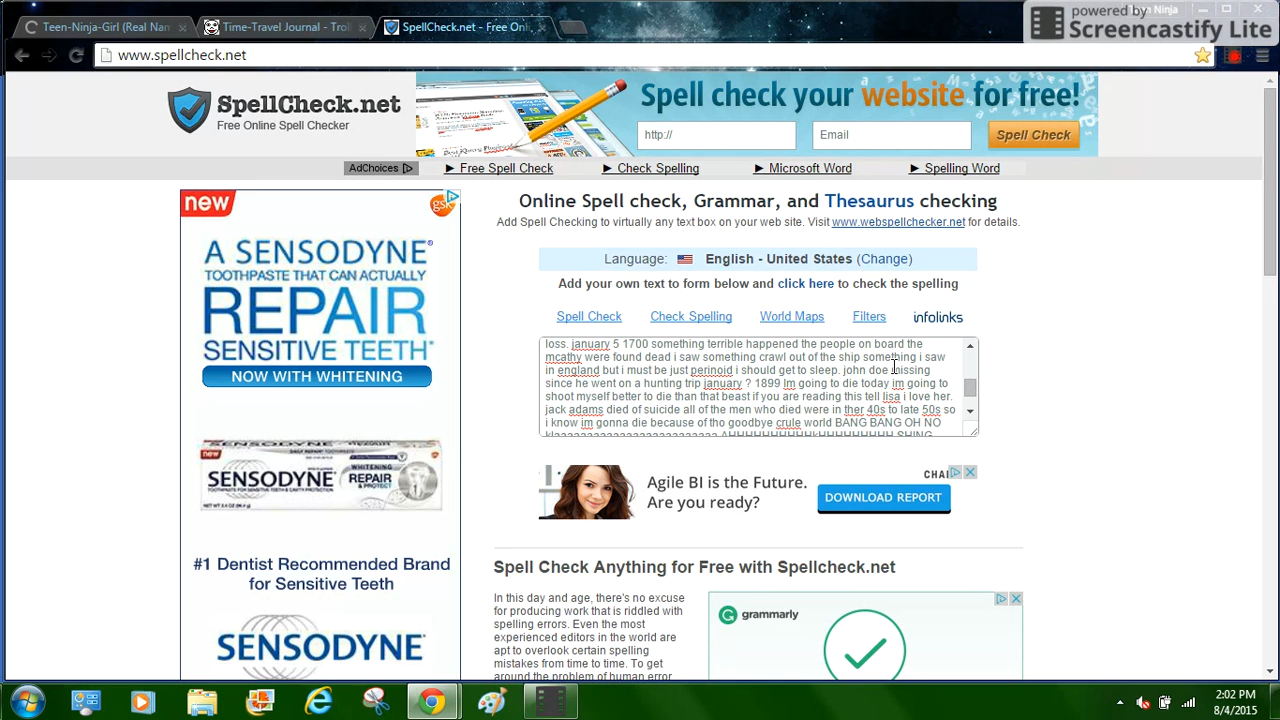 Teen-Ninja-Girl (Real Nam
Time-Travel Journal - Troll
SpellCheck.net - Free Onli
Teen Ninja
powered by
Screencastify Lite
www.spellcheck.net
SpellCheck.net
Free Online Spell Checker
Spell check your website for free!
http://
Email
Spell Check
AdChoices
► Free Spell Check
► Check Spelling
► Microsoft Word
► Spelling Word
new
gsk
A SENSODYNE®
TOOTHPASTE THAT CAN ACTUALLY
REPAIR
SENSITIVE TEETH
NOW WITH WHITENING
new
SENSODYNE
REPAIR & PROTECT
WHITENING
#1 Dentist Recommended Brand
for Sensitive Teeth
SENSODYNE
Online Spell check, Grammar, and Thesaurus checking
Add Spell Checking to virtually any text box on your web site. Visit www.webspellchecker.net for details.
Language: English - United States (Change)
Add your own text to form below and click here to check the spelling
Spell Check
Check Spelling
World Maps
Filters
infolinks
loss. january 5 1700 something terrible happened the people on board the
mcathy were found dead i saw something crawl out of the ship something i saw
in england but i must be just perinoid i should get to sleep. john doe missing
since he went on a hunting trip january ? 1899 Im going to die today im going to
shoot myself better to die than that beast if you are reading this tell lisa i love her.
jack adams died of suicide all of the men who died were in ther 40s to late 50s so
i know im gonna die because of tho goodbye crule world BANG BANG OH NO
Agile BI is the Future.
Are you ready?
CHAI
DOWNLOAD REPORT
Spell Check Anything for Free with Spellcheck.net
In this day and age, there's no excuse
for producing work that is riddled with
spelling errors. Even the most
experienced editors in the world are
apt to overlook certain spelling
mistakes from time to time. To get
around the problem of human error
grammarly
2:02 PM
8/4/2015